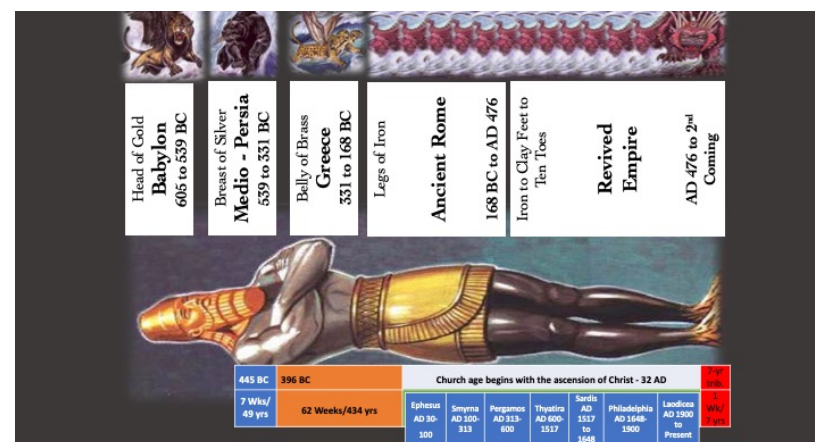 Head of Gold
Babylon
605 to 539 BC
Breast of Silver
Medio - Persia
539 to 331 BC
Belly of Brass
Greece
331 to 168 BC
Legs of Iron
Ancient Rome
168 BC to AD 476
Iron to Clay Feet to
Ten Toes
Revived
Empire
AD 476 to 2nd
Coming
445 BC
396 BC
Church age begins with the ascension of Christ - 32 AD
7-yr
trib.
7 Wks/
49 yrs
62 Weeks/434 yrs
Ephesus
AD 30-
100
Smyrna
AD 100-
313
Pergamos
AD 313-
600
Thyatira
AD 600-
1517
Sardis
AD
1517
to
1648
Philadelphia
AD 1648-
1900
Laodicea
AD 1900
to
Present
1
Wk/
7 yrs